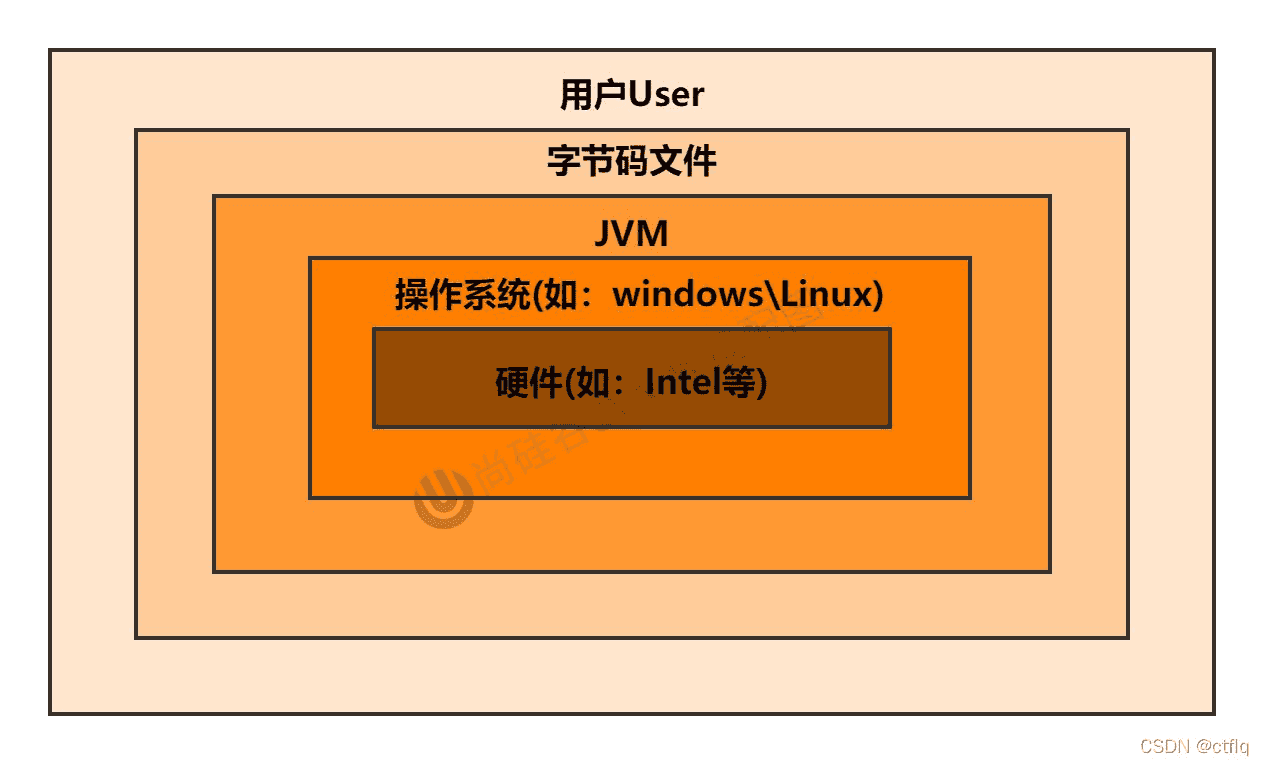 用户User
字节码文件
JVM
操作系统(如：windows\Linux)
硬件(如：Intel等)
尚硅谷
CSDN @ctflq